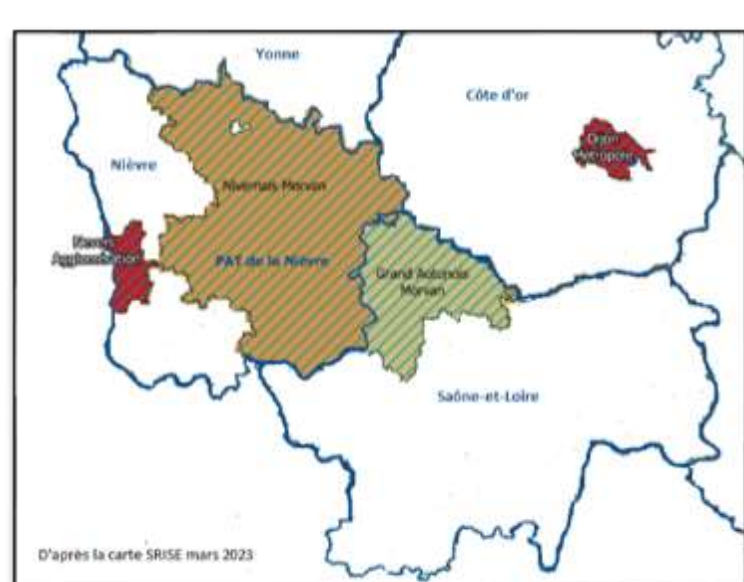 Yonne
Côte d'or
Dijon
Métropole
Nièvre
Nivernais Morvan
Nevers
Agglomération
PAT de la Nièvre
Grand Autunois
Morvan
Saône-et-Loire
D'après la carte SRISE mars 2023